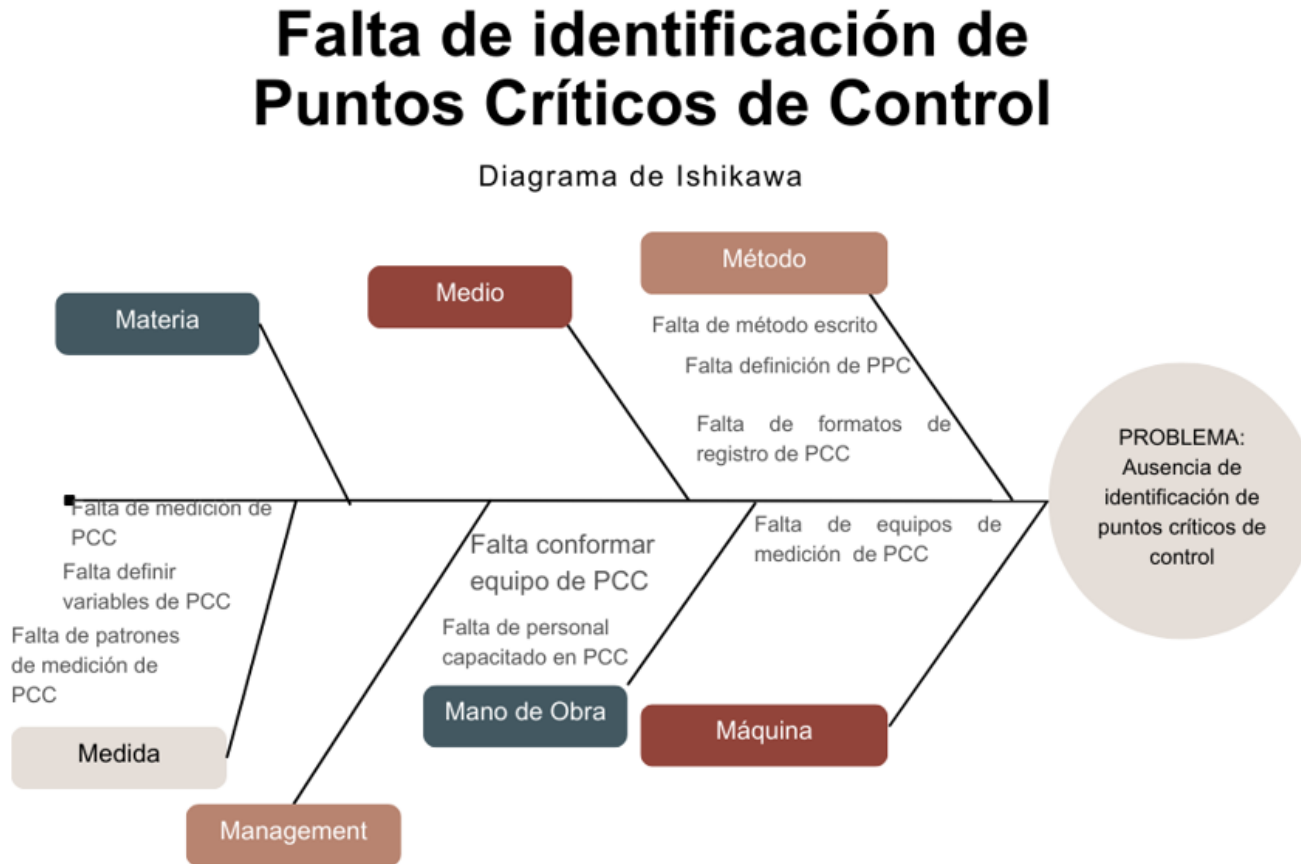 Falta de identificación de
Puntos Críticos de Control
Diagrama de Ishikawa
Materia
Medio
Método
Falta de método escrito
Falta definición de PPC
Falta de formatos de
registro de PCC
PROBLEMA:
Ausencia de
identificación de
puntos críticos de
control
Falta de medición de
PCC
Falta definir
variables de PCC
Falta de patrones
de medición de
PCC
Medida
Management
Falta conformar
equipo de PCC
Falta de personal
capacitado en PCC
Mano de Obra
Falta de equipos de
medición de PCC
Máquina